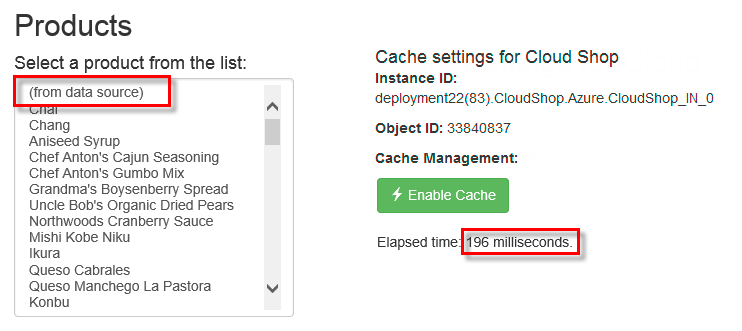 Products
Select a product from the list:
(from data source)
Chai
Chang
Aniseed Syrup
Chef Anton's Cajun Seasoning
Chef Anton's Gumbo Mix
Grandma's Boysenberry Spread
Uncle Bob's Organic Dried Pears
Northwoods Cranberry Sauce
Mishi Kobe Niku
Ikura
Queso Cabrales
Queso Manchego La Pastora
Konbu
Cache settings for Cloud Shop
Instance ID:
deployment22(83).CloudShop.Azure.CloudShop_IN_0
Object ID: 33840837
Cache Management:
Enable Cache
Elapsed time: 196 milliseconds.